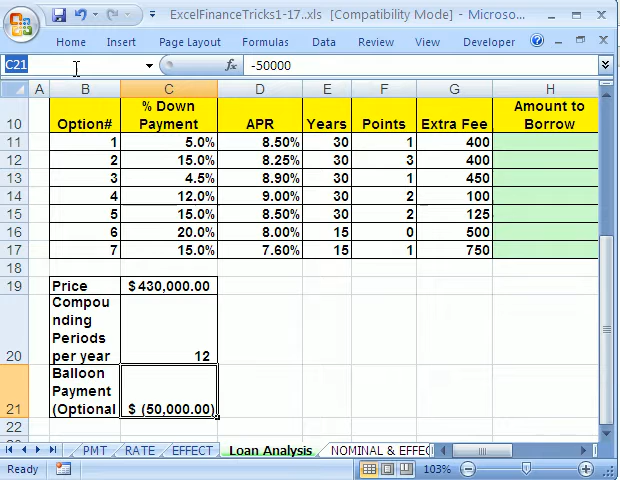 ExcelFinanceTricks1-17..xls [Compatibility Mode] - Microso...
Home Insert Page Layout Formulas Data Review View Developer
C21 fx -50000
A B C D E F G H
10 Option# % Down Payment APR Years Points Extra Fee Amount to Borrow
11 1 5.0% 8.50% 30 1 400
12 2 15.0% 8.25% 30 3 400
13 3 4.5% 8.90% 30 1 450
14 4 12.0% 9.00% 30 2 100
15 5 15.0% 8.50% 30 2 125
16 6 20.0% 8.00% 15 0 500
17 7 15.0% 7.60% 15 1 750
18
19 Price $430,000.00
Compou
nding
Periods
20 per year 12
Balloon
Payment
21 (Optional $ (50,000.00)
22
PMT RATE EFFECT Loan Analysis NOMINAL & EFFEC
Ready 103%